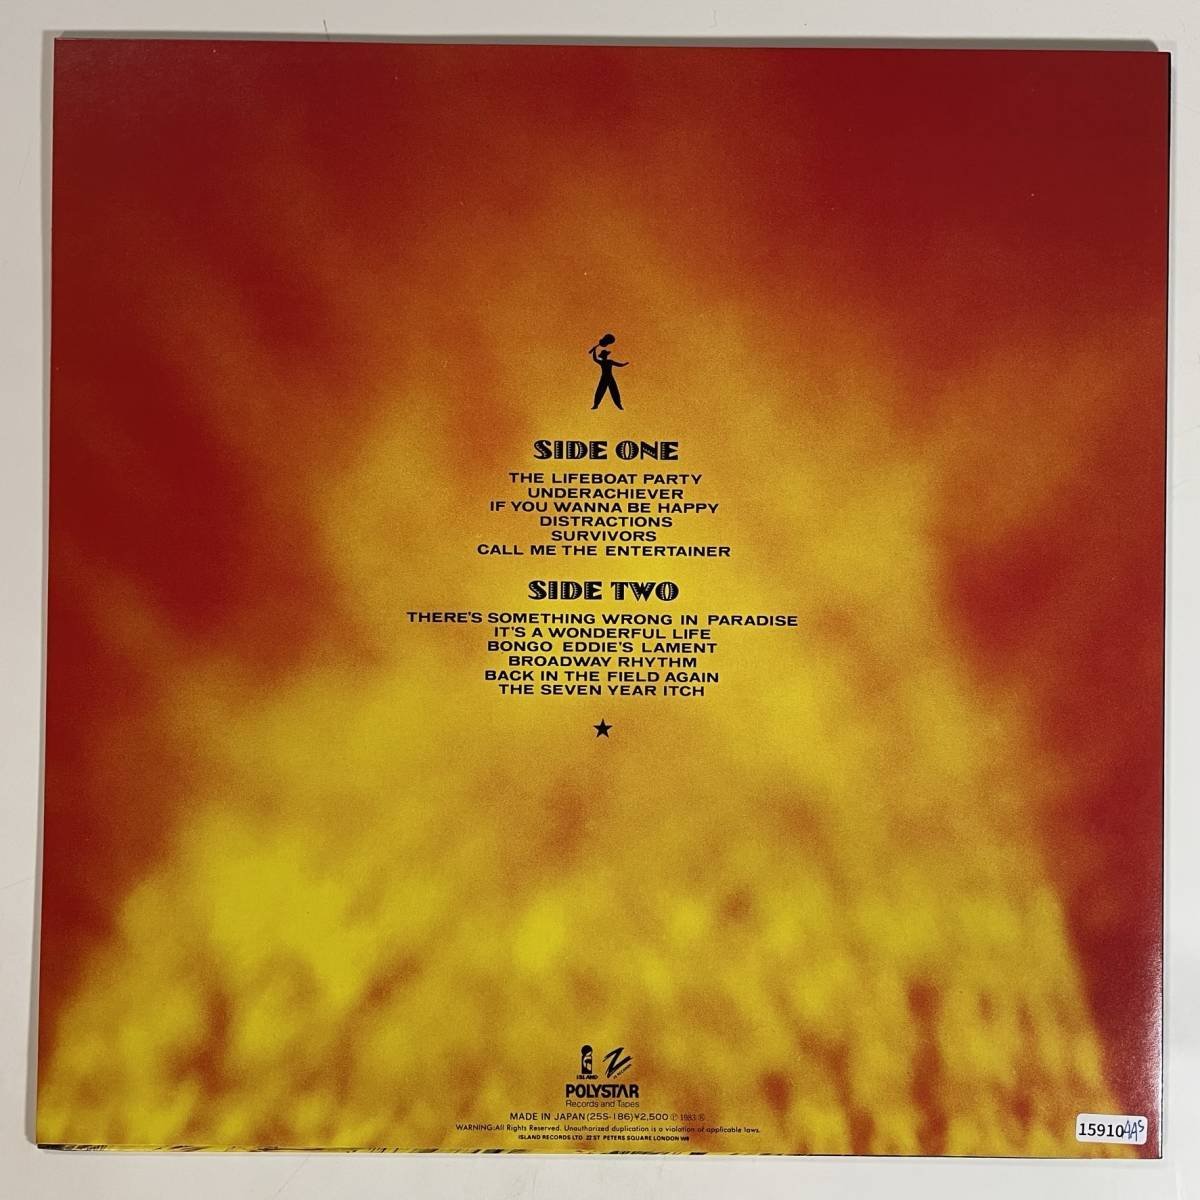 SIDE ONE
THE LIFEBOAT PARTY
UNDERACHIEVER
IF YOU WANNA BE HAPPY
DISTRACTIONS
SURVIVORS
CALL ME THE ENTERTAINER
SIDE TWO
THERE'S SOMETHING WRONG IN PARADISE
IT'S A WONDERFUL LIFE
BONGO EDDIE'S LAMENT
BROADWAY RHYTHM
BACK IN THE FIELD AGAIN
THE SEVEN YEAR ITCH
ISLAND
POLYSTAR
Records and Tapes
MADE IN JAPAN(25S-186)¥2,500 ℗ 1983
WARNING:All Rights Reserved. Unauthorized duplication is a violation of applicable laws.
ISLAND RECORDS LTD. 22 ST PETERS SQUARE LONDON W6
15910 AAS